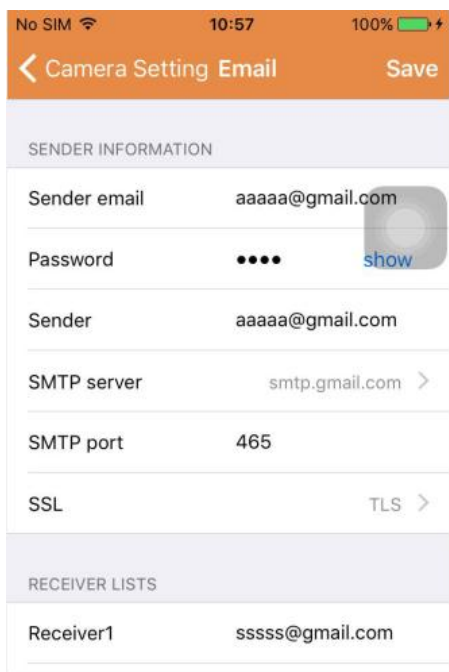 No SIM 10:57 100%
Camera Setting Email Save
SENDER INFORMATION
Sender email aaaaa@gmail.com
Password •••• show
Sender aaaaa@gmail.com
SMTP server smtp.gmail.com
SMTP port 465
SSL TLS
RECEIVER LISTS
Receiver1 sssss@gmail.com